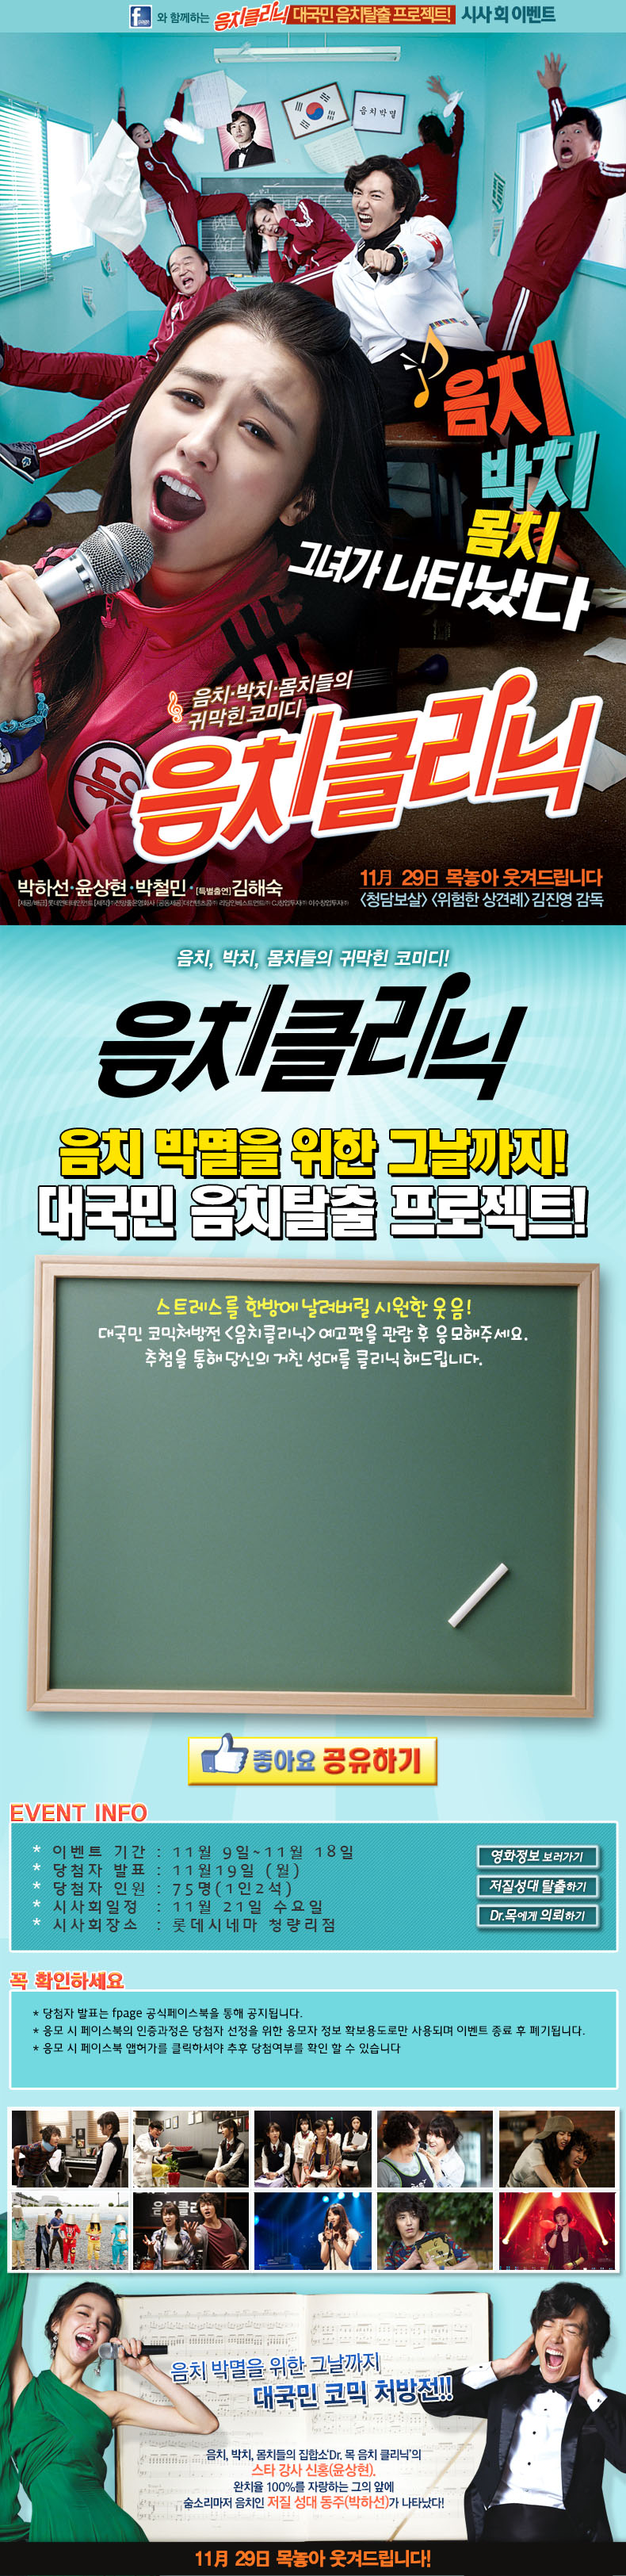 fpage 와 함께하는 음치클리닉 대국민 음치탈출 프로젝트! 시사회 이벤트
음치박멸
음치
박치
몸치
그녀가 나타났다
음치·박치·몸치들의
귀막힌 코미디
음치클리닉
박하선·윤상현·박철민·[특별출연]김해숙
11月 29日 목놓아 웃겨드립니다
<청담보살> <위험한 상견례> 김진영 감독
음치, 박치, 몸치들의 귀막힌 코미디!
음치클리닉
음치 박멸을 위한 그날까지!
대국민 음치탈출 프로젝트!
스트레스를 한방에 날려버릴 시원한 웃음!
대국민 코믹처방전 <음치클리닉> 예고편을 관람 후 응모해주세요.
추첨을 통해 당신의 거친 성대를 클리닉 해드립니다.
좋아요 공유하기
EVENT INFO
* 이벤트 기간 : 11월 9일~11월 18일
영화정보 보러가기
* 당첨자 발표 : 11월19일 (월)
* 당첨자 인원 : 75명(1인2석)
저질성대 탈출하기
* 시사회일정 : 11월 21일 수요일
* 시사회장소 : 롯데시네마 청량리점
Dr.목에게 의뢰하기
꼭 확인하세요
* 당첨자 발표는 fpage 공식페이스북을 통해 공지됩니다.
* 응모 시 페이스북의 인증과정은 당첨자 선정을 위한 응모자 정보 확보용도로만 사용되며 이벤트 종료 후 폐기됩니다.
* 응모 시 페이스북 앱허가를 클릭하셔야 추후 당첨여부를 확인 할 수 있습니다
음치 박멸을 위한 그날까지
대국민 코믹 처방전!!
음치, 박치, 몸치들의 집합소'Dr. 목 음치 클리닉'의
스타 강사 신홍(윤상현).
완치율 100%를 자랑하는 그의 앞에
숨소리마저 음치인 저질 성대 동주(박하선)가 나타났다!
11月 29日 목놓아 웃겨드립니다!